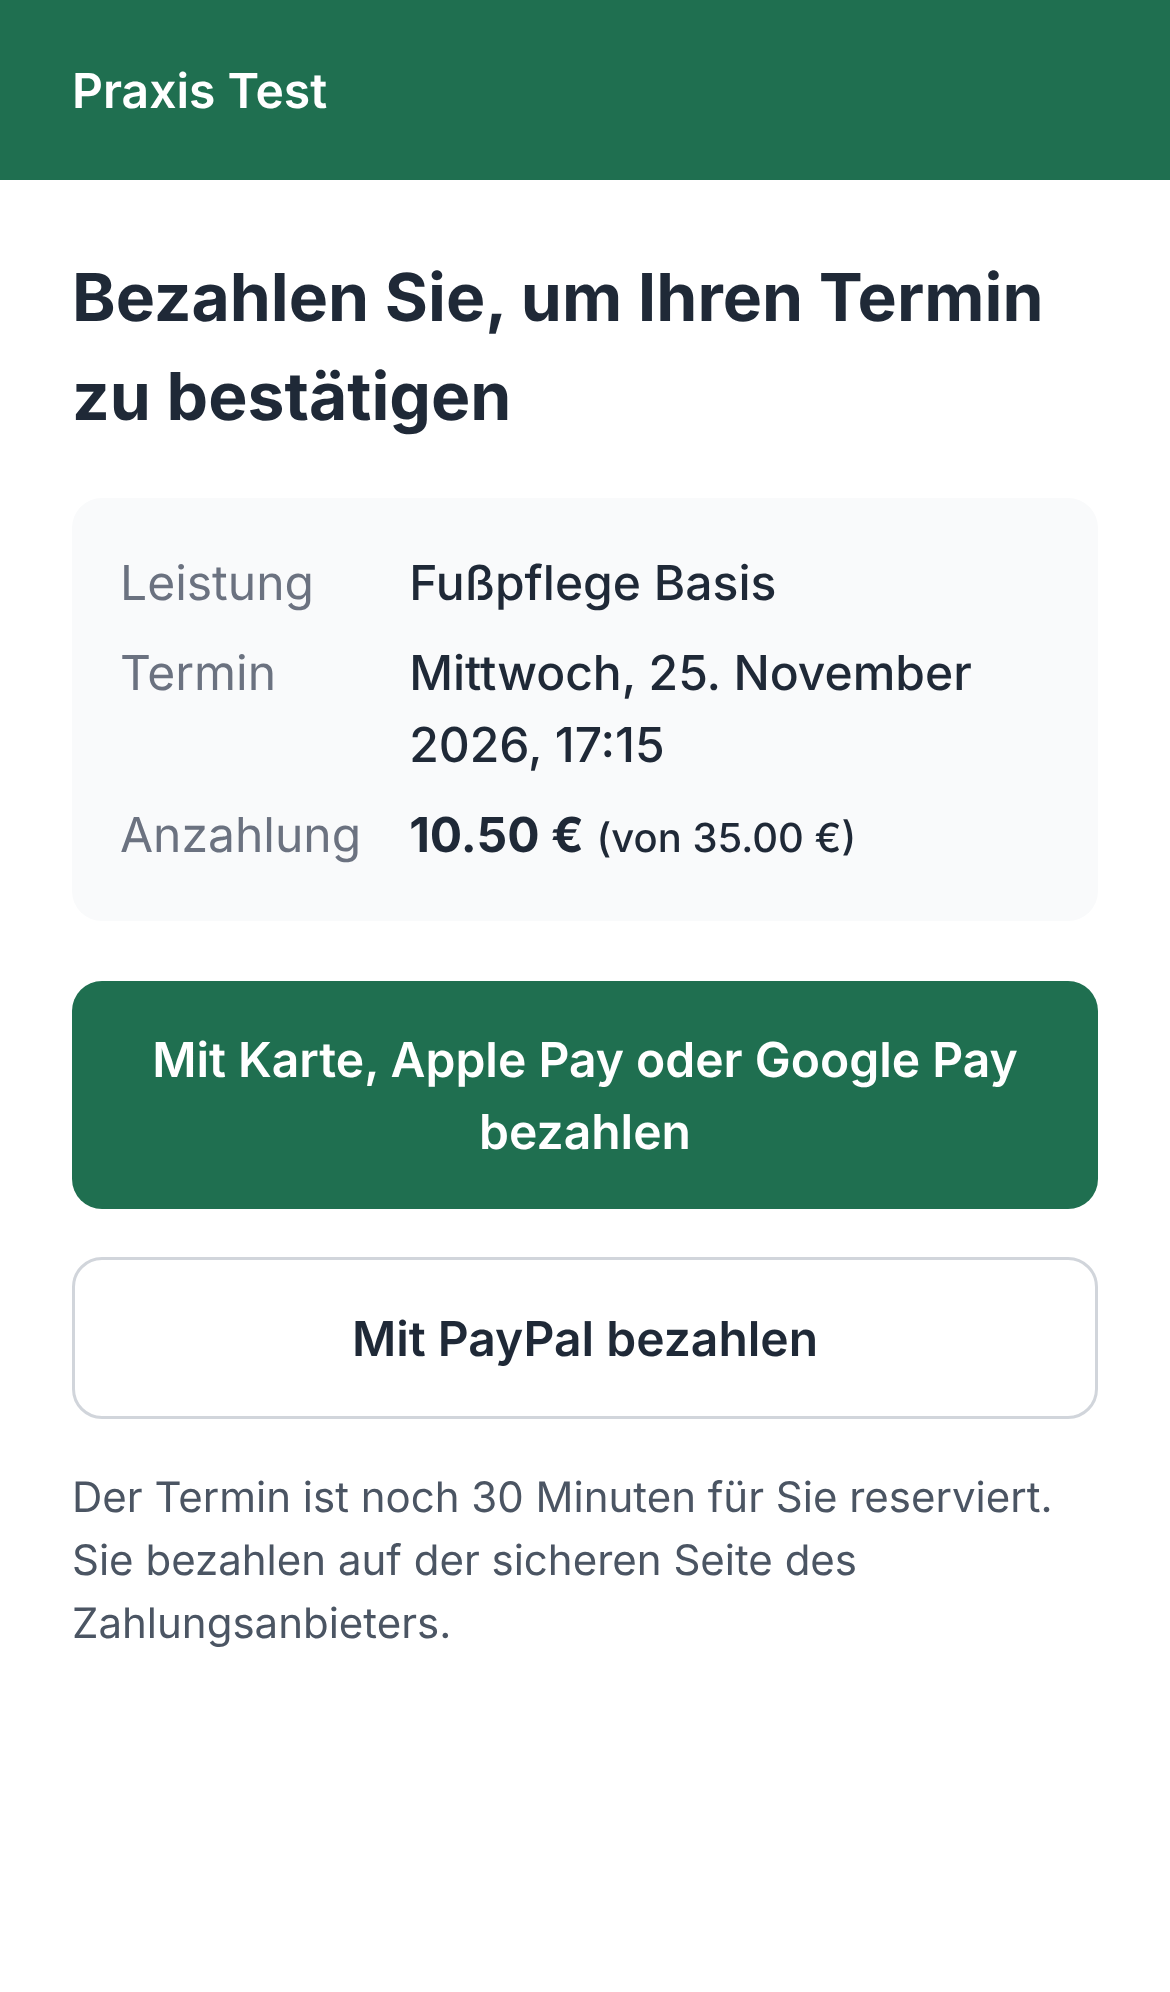 Praxis Test
Bezahlen Sie, um Ihren Termin
zu bestätigen
Leistung Fußpflege Basis
Termin Mittwoch, 25. November
2026, 17:15
Anzahlung 10.50 € (von 35.00 €)
Mit Karte, Apple Pay oder Google Pay
bezahlen
Mit PayPal bezahlen
Der Termin ist noch 30 Minuten für Sie reserviert.
Sie bezahlen auf der sicheren Seite des
Zahlungsanbieters.